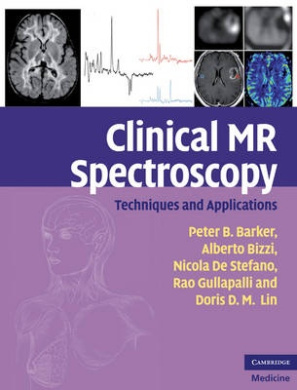 Clinical MR
Spectroscopy
Techniques and Applications
Peter B. Barker,
Alberto Bizzi,
Nicola De Stefano,
Rao Gullapalli and
Doris D. M. Lin
CAMBRIDGE
Medicine